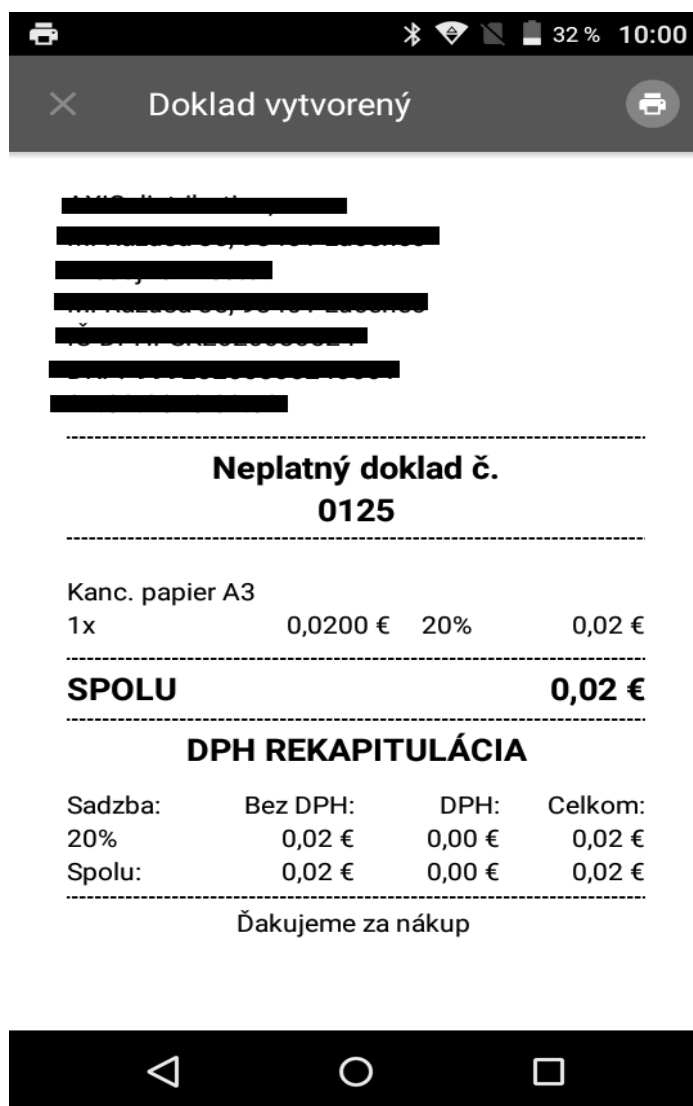 32 % 10:00
Doklad vytvorený
Neplatný doklad č.
0125
Kanc. papier A3
1x 0,0200 € 20% 0,02 €
SPOLU 0,02 €
DPH REKAPITULÁCIA
Sadzba: Bez DPH: DPH: Celkom:
20% 0,02 € 0,00 € 0,02 €
Spolu: 0,02 € 0,00 € 0,02 €
Ďakujeme za nákup